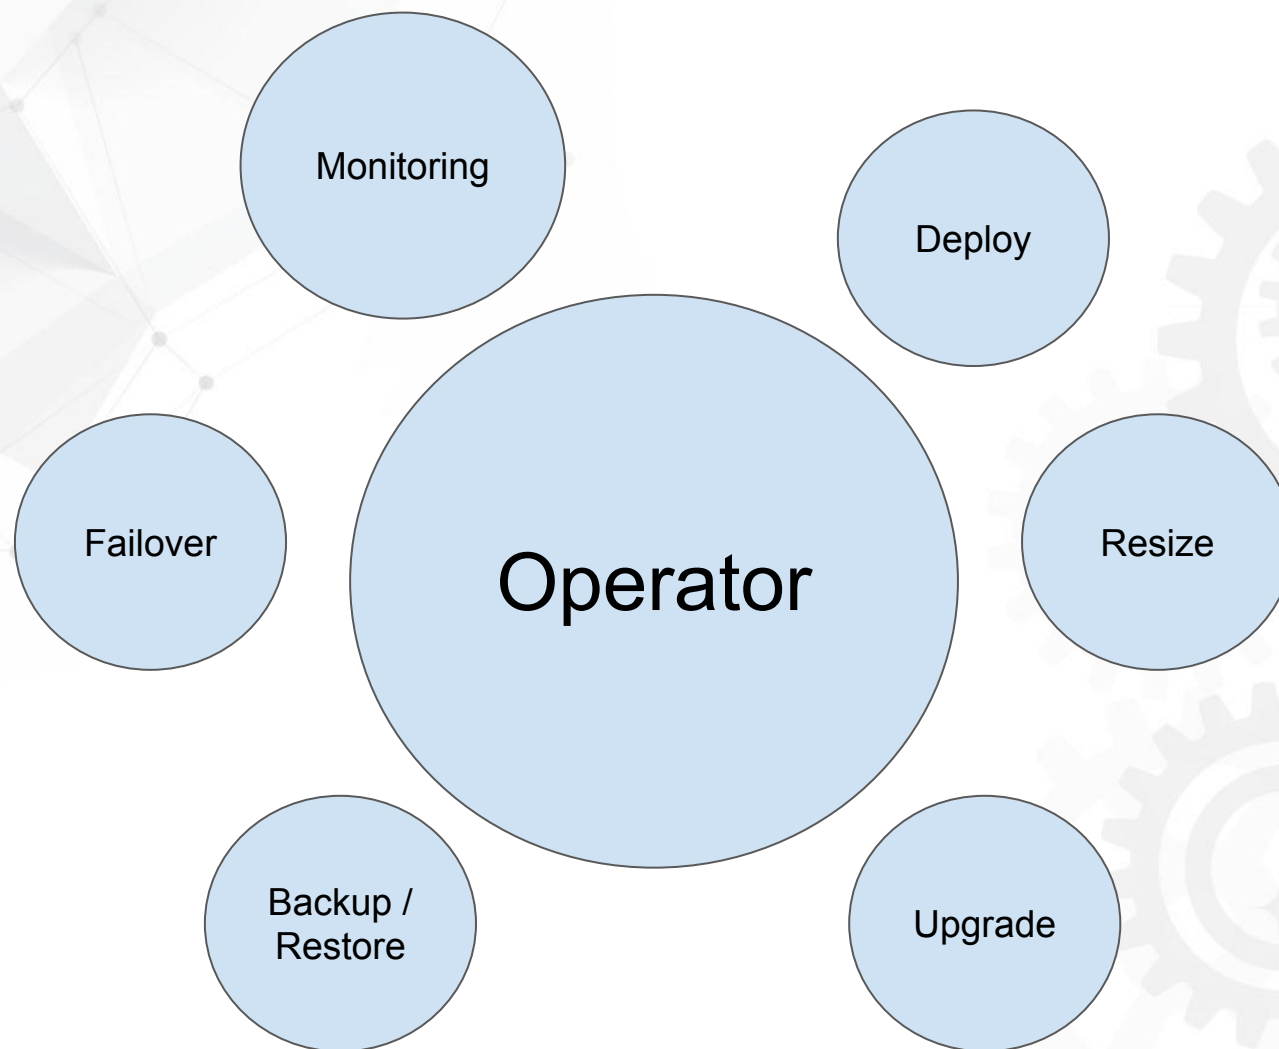 Monitoring
Deploy
Failover
Resize
Operator
Backup /
Restore
Upgrade